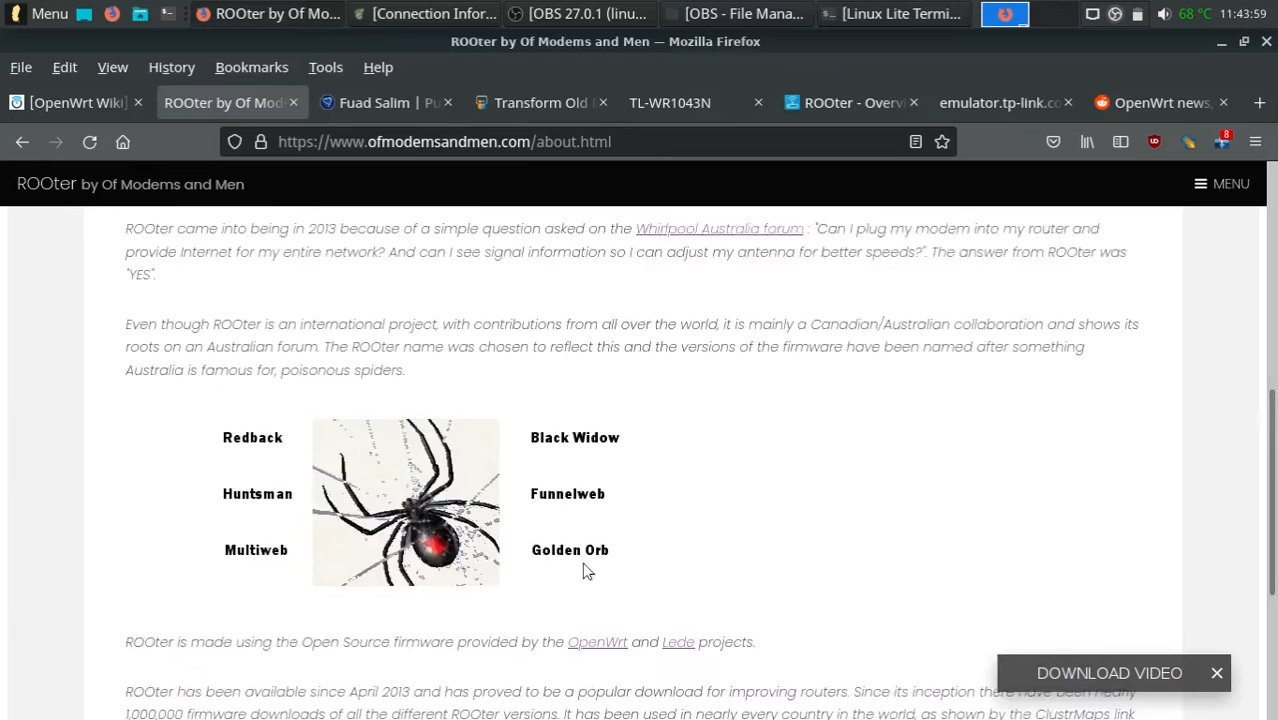 Menu
ROOter by Of Modems and Mo...
[Connection Infor...
[OBS 27.0.1 (linu...
[OBS - File Mana...
[Linux Lite Termi...
68 °C
11:43:59
ROOter by Of Modems and Men — Mozilla Firefox
File Edit View History Bookmarks Tools Help
[OpenWrt Wiki]
ROOter by Of Mod
Fuad Salim | Pu
Transform Old
TL-WR1043N
ROOter - Overvi
emulator.tp-link.co
OpenWrt news,
https://www.ofmodemsandmen.com/about.html
8
ROOter by Of Modems and Men
MENU
ROOter came into being in 2013 because of a simple question asked on the Whirlpool Australia forum : "Can I plug my modem into my router and
provide Internet for my entire network? And can I see signal information so I can adjust my antenna for better speeds?". The answer from ROOter was
"YES".
Even though ROOter is an international project, with contributions from all over the world, it is mainly a Canadian/Australian collaboration and shows its
roots on an Australian forum. The ROOter name was chosen to reflect this and the versions of the firmware have been named after something
Australia is famous for, poisonous spiders.
Redback Black Widow
Huntsman Funnelweb
Multiweb Golden Orb
ROOter is made using the Open Source firmware provided by the OpenWrt and Lede projects.
DOWNLOAD VIDEO
ROOter has been available since April 2013 and has proved to be a popular download for improving routers. Since its inception there have been nearly
1,000,000 firmware downloads of all the different ROOter versions. It has been used in nearly every country in the world, as shown by the ClustrMaps link